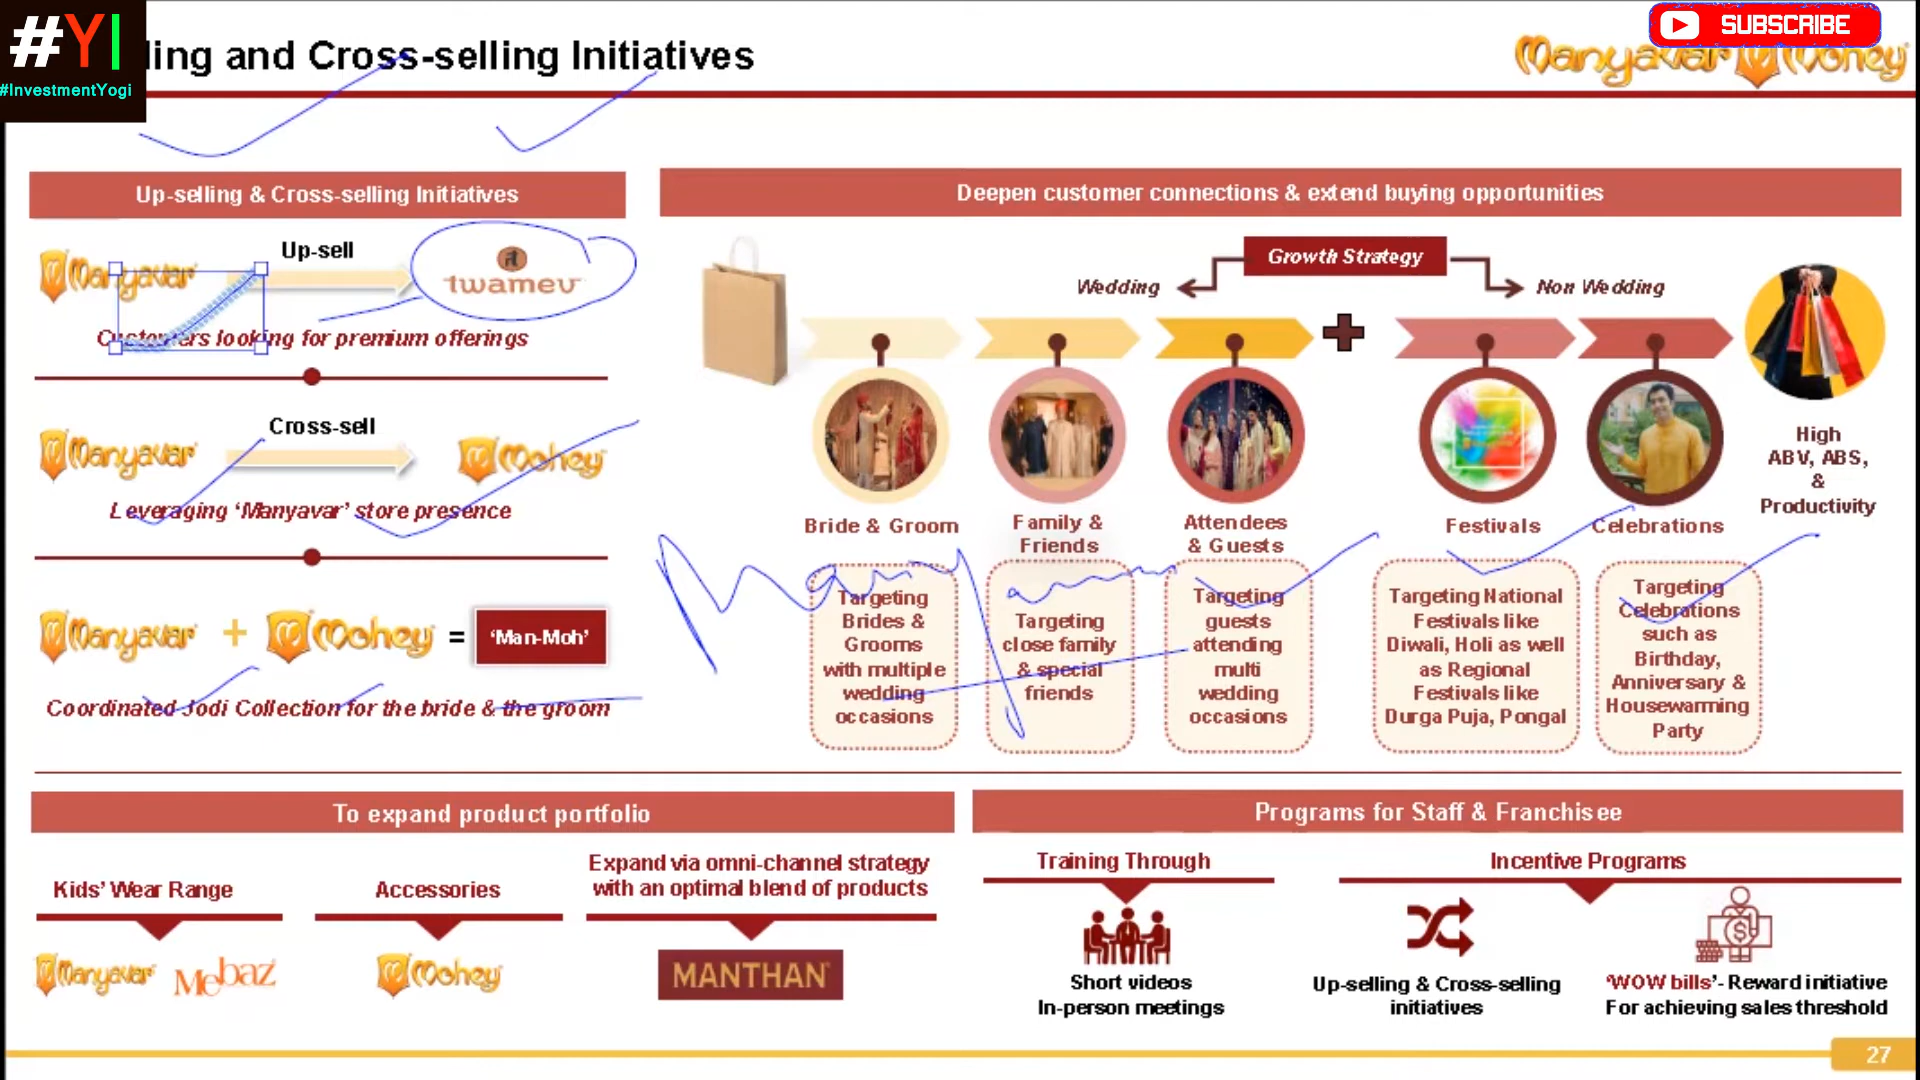 #YI
#InvestmentYogi
ling and Cross-selling Initiatives
SUBSCRIBE
Manyavar Mohey
Up-selling & Cross-selling Initiatives
Manyavar
Up-sell
twamev
Customers looking for premium offerings
Manyavar
Cross-sell
Mohey
Leveraging ‘Manyavar’ store presence
Manyavar + Mohey = ‘Man-Moh’
Coordinated Jodi Collection for the bride & the groom
Deepen customer connections & extend buying opportunities
Growth Strategy
Wedding
Non Wedding
Bride & Groom
Family &
Friends
Attendees
& Guests
Festivals
Celebrations
High
ABV, ABS,
&
Productivity
Targeting
Brides &
Grooms
with multiple
wedding
occasions
Targeting
close family
& special
friends
Targeting
guests
attending
multi
wedding
occasions
Targeting National
Festivals like
Diwali, Holi as well
as Regional
Festivals like
Durga Puja, Pongal
Targeting
Celebrations
such as
Birthday,
Anniversary &
Housewarming
Party
To expand product portfolio
Kids’ Wear Range
Manyavar Mebaz
Accessories
Mohey
Expand via omni-channel strategy
with an optimal blend of products
MANTHAN
Programs for Staff & Franchisee
Training Through
Short videos
In-person meetings
Incentive Programs
Up-selling & Cross-selling
initiatives
‘WOW bills’- Reward initiative
For achieving sales threshold
27